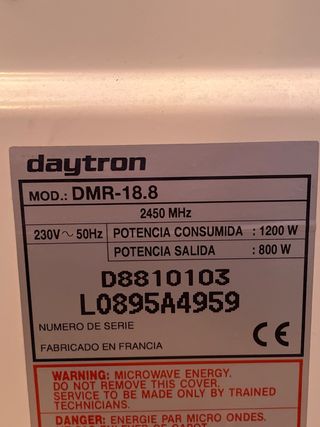 daytron
MOD.: DMR-18.8
2450 MHz
230V ~ 50Hz POTENCIA CONSUMIDA : 1200 W
POTENCIA SALIDA : 800 W
D8810103
L0895A4959
NUMERO DE SERIE
FABRICADO EN FRANCIA CE
WARNING: MICROWAVE ENERGY.
DO NOT REMOVE THIS COVER.
SERVICE TO BE MADE ONLY BY TRAINED
TECHNICIANS.
DANGER: ENERGIE PAR MICRO ONDES.